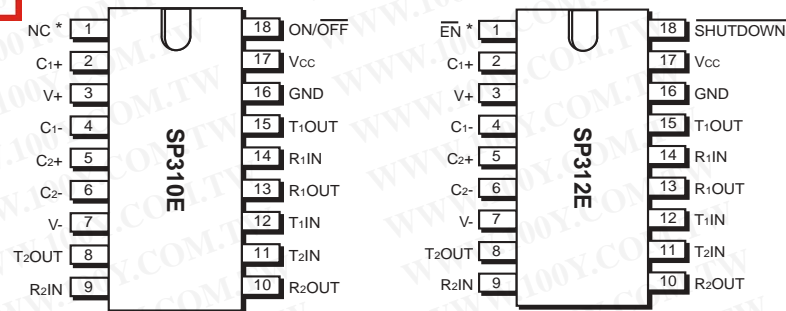 NC * 1 18 ON/OFF
C1+ 2 17 VCC
V+ 3 16 GND
C1- 4 15 T1OUT
C2+ 5 14 R1IN
C2- 6 13 R1OUT
V- 7 12 T1IN
T2OUT 8 11 T2IN
R2IN 9 10 R2OUT
SP310E
EN * 1 18 SHUTDOWN
C1+ 2 17 VCC
V+ 3 16 GND
C1- 4 15 T1OUT
C2+ 5 14 R1IN
C2- 6 13 R1OUT
V- 7 12 T1IN
T2OUT 8 11 T2IN
R2IN 9 10 R2OUT
SP312E
WWW.100Y.COM.TW